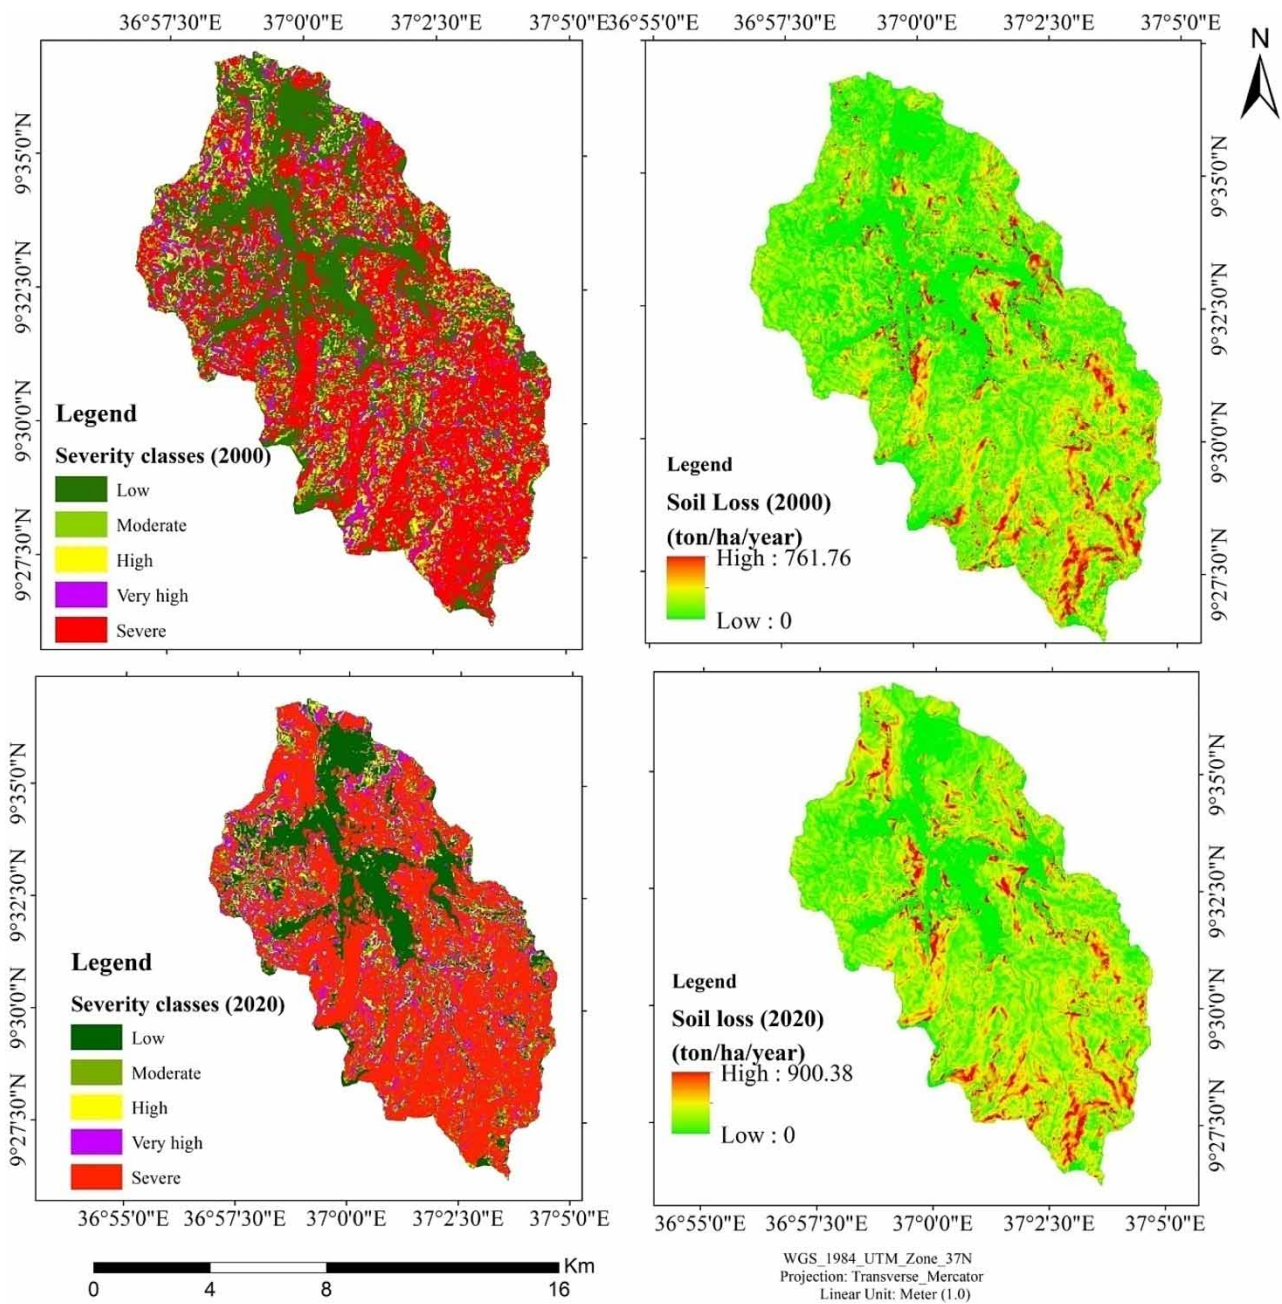 36°57'30"E 37°0'0"E 37°2'30"E 37°5'0"E 36°55'0"E 36°57'30"E 37°0'0"E 37°2'30"E 37°5'0"E
N
9°35'0"N
9°32'30"N
9°30'0"N
9°27'30"N
Legend
Severity classes (2000)
Low
Moderate
High
Very high
Severe
Legend
Soil Loss (2000)
(ton/ha/year)
High : 761.76
Low : 0
9°35'0"N
9°32'30"N
9°30'0"N
9°27'30"N
9°35'0"N
9°32'30"N
9°30'0"N
9°27'30"N
Legend
Severity classes (2020)
Low
Moderate
High
Very high
Severe
Legend
Soil loss (2020)
(ton/ha/year)
High : 900.38
Low : 0
9°35'0"N
9°32'30"N
9°30'0"N
9°27'30"N
36°55'0"E 36°57'30"E 37°0'0"E 37°2'30"E 37°5'0"E
36°55'0"E 36°57'30"E 37°0'0"E 37°2'30"E 37°5'0"E
Km
0 4 8 16
WGS_1984_UTM_Zone_37N
Projection: Transverse_Mercator
Linear Unit: Meter (1.0)